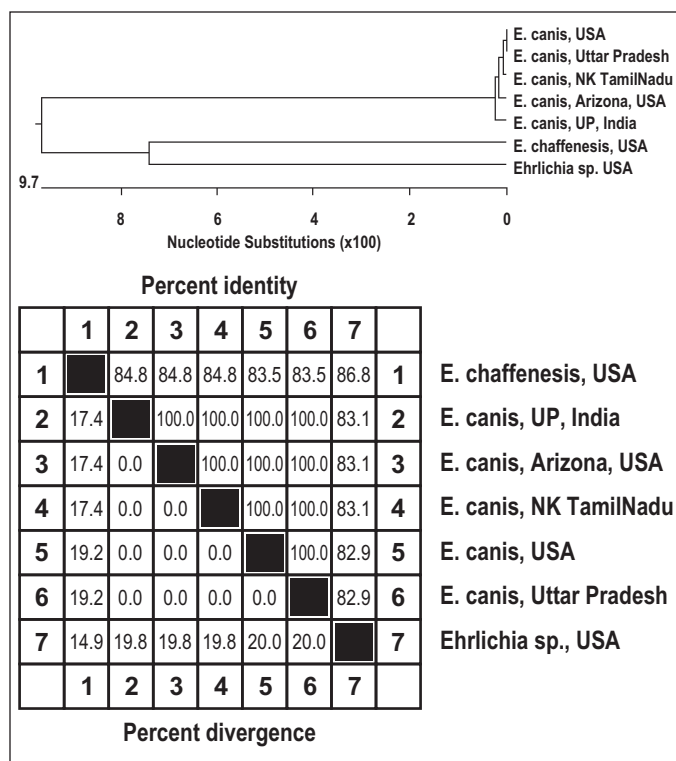 E. canis, USA
E. canis, Uttar Pradesh
E. canis, NK TamilNadu
E. canis, Arizona, USA
E. canis, UP, India
E. chaffenesis, USA
Ehrlichia sp. USA
9.7
8 6 4 2 0
Nucleotide Substitutions (x100)
Percent identity
1 2 3 4 5 6 7
1 84.8 84.8 84.8 83.5 83.5 86.8 1 E. chaffenesis, USA
2 17.4 100.0 100.0 100.0 100.0 83.1 2 E. canis, UP, India
3 17.4 0.0 100.0 100.0 100.0 83.1 3 E. canis, Arizona, USA
4 17.4 0.0 0.0 100.0 100.0 83.1 4 E. canis, NK TamilNadu
5 19.2 0.0 0.0 0.0 100.0 82.9 5 E. canis, USA
6 19.2 0.0 0.0 0.0 0.0 82.9 6 E. canis, Uttar Pradesh
7 14.9 19.8 19.8 19.8 20.0 20.0 7 Ehrlichia sp., USA
1 2 3 4 5 6 7
Percent divergence